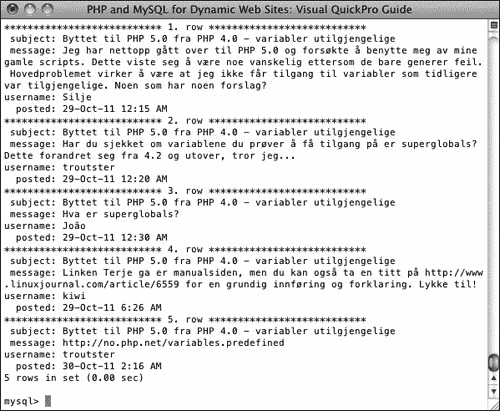 PHP and MySQL for Dynamic Web Sites: Visual QuickPro Guide
*************************** 1. row ***************************
subject: Byttet til PHP 5.0 fra PHP 4.0 - variabler utilgjengelige
message: Jeg har nettopp gått over til PHP 5.0 og forsøkte å benytte meg av mine
gamle scripts. Dette viste seg å være noe vanskelig ettersom de bare generer feil.
Hovedproblemet virker å være at jeg ikke får tilgang til variabler som tidligere
var tilgjengelige. Noen som har noen forslag?
username: Silje
posted: 29-Oct-11 12:15 AM
*************************** 2. row ***************************
subject: Byttet til PHP 5.0 fra PHP 4.0 - variabler utilgjengelige
message: Har du sjekket om variablene du prøver å få tilgang på er superglobals?
Dette forandret seg fra 4.2 og utover, tror jeg...
username: troutster
posted: 29-Oct-11 12:20 AM
*************************** 3. row ***************************
subject: Byttet til PHP 5.0 fra PHP 4.0 - variabler utilgjengelige
message: Hva er superglobals?
username: João
posted: 29-Oct-11 12:30 AM
*************************** 4. row ***************************
subject: Byttet til PHP 5.0 fra PHP 4.0 - variabler utilgjengelige
message: Linken Terje ga er manualsiden, men du kan også ta en titt på http://www
.linuxjournal.com/article/6559 for en grundig innføring og forklaring. Lykke til!
username: kiwi
posted: 29-Oct-11 6:26 AM
*************************** 5. row ***************************
subject: Byttet til PHP 5.0 fra PHP 4.0 - variabler utilgjengelige
message: http://no.php.net/variables.predefined
username: troutster
posted: 30-Oct-11 2:16 AM
5 rows in set (0.00 sec)
mysql>